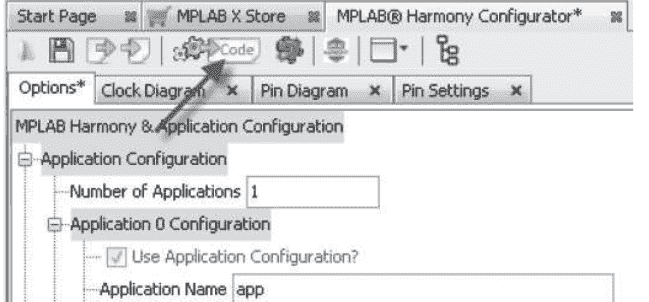 Start Page MPLAB X Store MPLAB® Harmony Configurator*
Code
Options* Clock Diagram Pin Diagram Pin Settings
MPLAB Harmony & Application Configuration
Application Configuration
Number of Applications 1
Application 0 Configuration
Use Application Configuration?
Application Name app